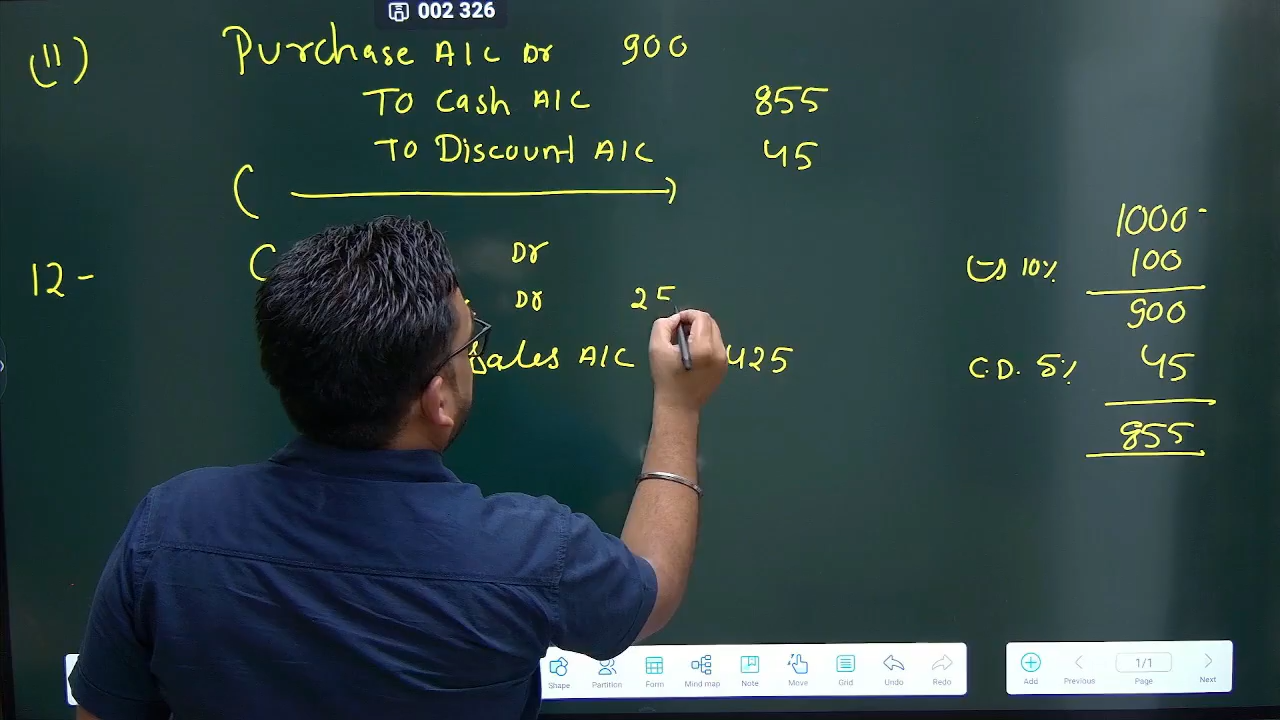 002 326
(11) Purchase A/C Dr 900
To Cash A/C 855
To Discount A/C 45
(
12- C Dr
Dr 25
Sales A/C 425
1000-
(-) 10% 100
900
C.D. 5% 45
855
Shape Partition Form Mind map Note Move Grid Undo Redo
Add Previous 1/1 Page Next